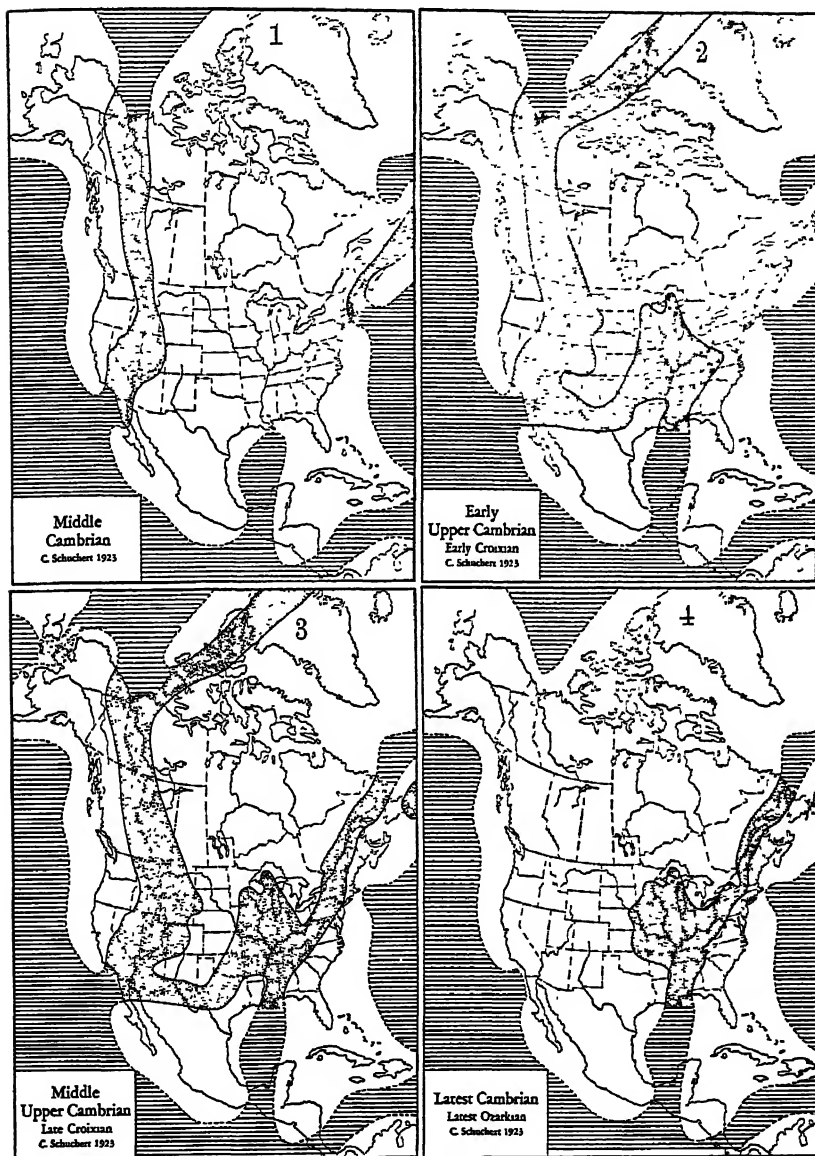 1
Middle
Cambrian
C. Schuchert 1923
2
Early
Upper Cambrian
Early Croixian
C. Schuchert 1923
3
Middle
Upper Cambrian
Late Croixian
C. Schuchert 1923
4
Latest Cambrian
Latest Ozarkian
C. Schuchert 1923